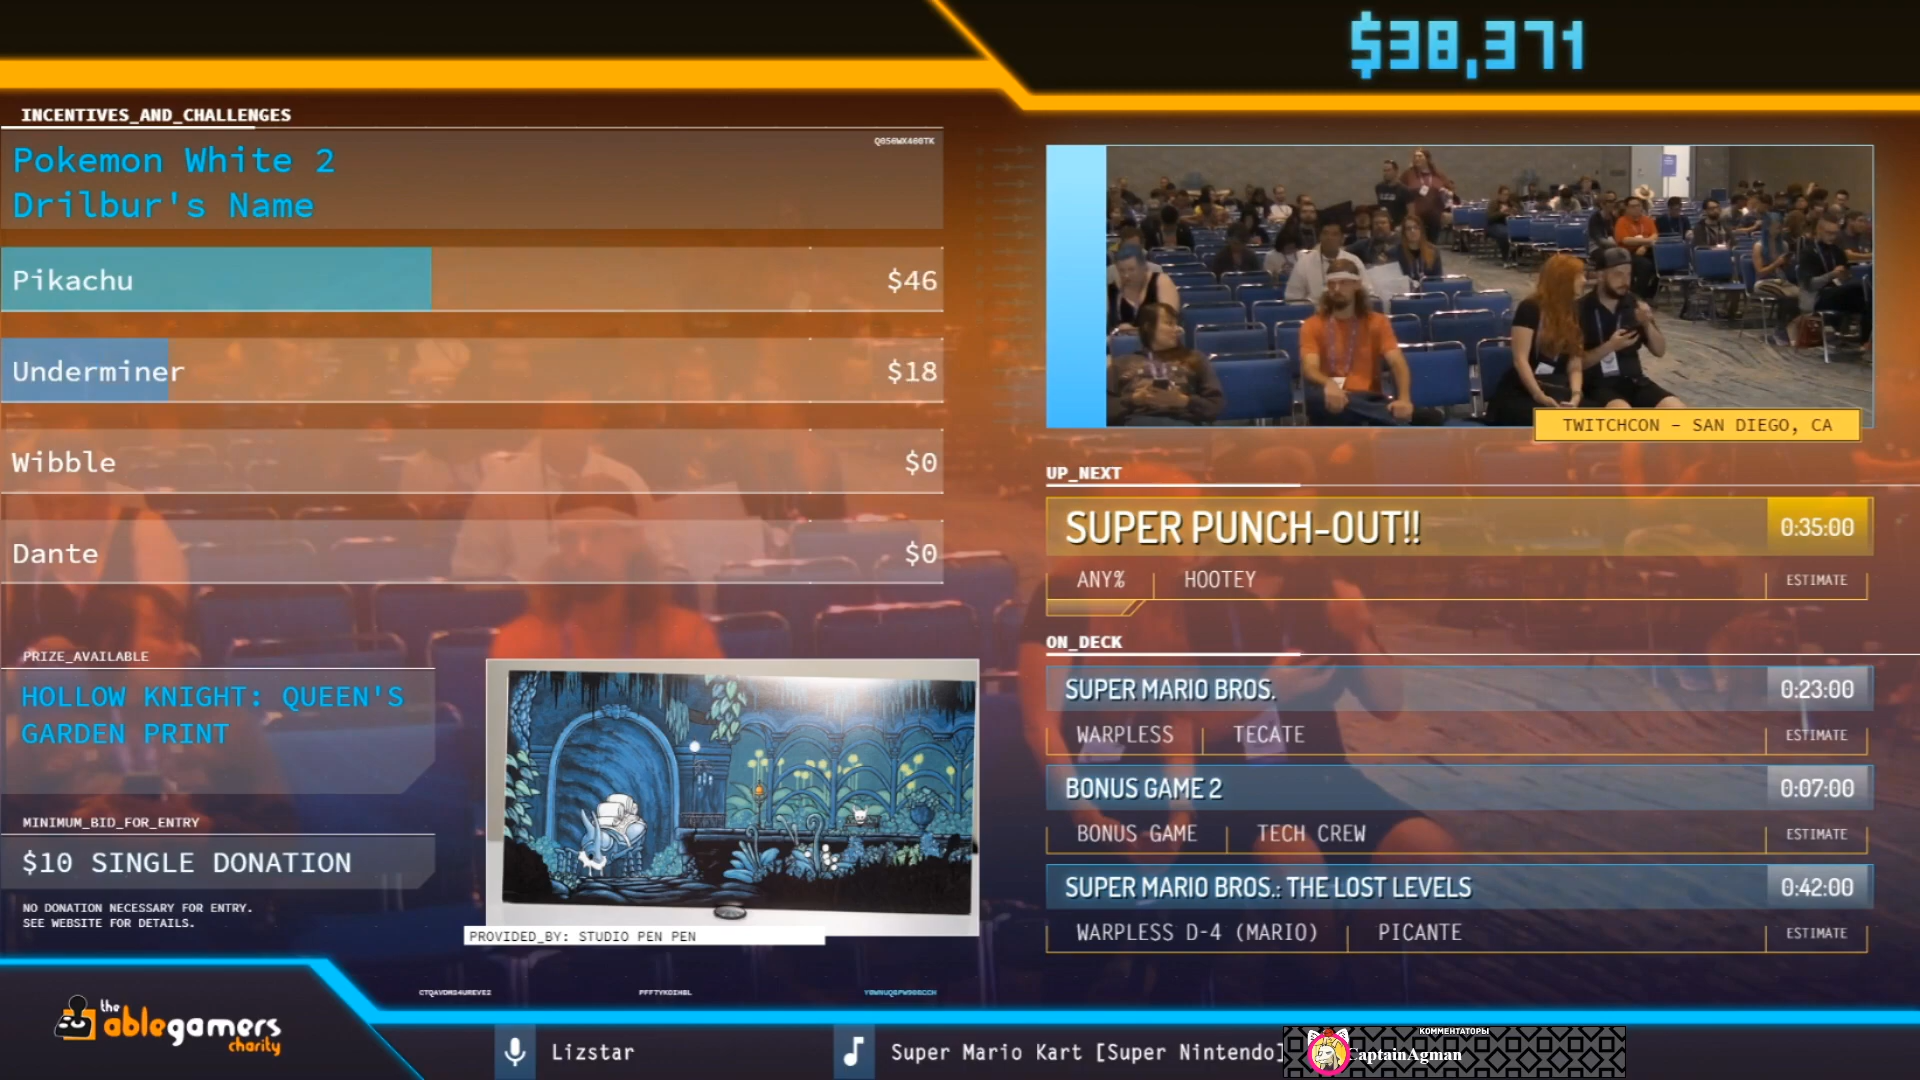 $38,371
INCENTIVES_AND_CHALLENGES
Pokemon White 2
Drilbur's Name
Pikachu $46
Underminer $18
Wibble $0
Dante $0
PRIZE_AVAILABLE
HOLLOW KNIGHT: QUEEN'S
GARDEN PRINT
MINIMUM_BID_FOR_ENTRY
$10 SINGLE DONATION
NO DONATION NECESSARY FOR ENTRY.
SEE WEBSITE FOR DETAILS.
PROVIDED_BY: STUDIO PEN PEN
TWITCHCON - SAN DIEGO, CA
UP_NEXT
SUPER PUNCH-OUT!! 0:35:00
ANY% HOOTEY ESTIMATE
ON_DECK
SUPER MARIO BROS. 0:23:00
WARPLESS TECATE ESTIMATE
BONUS GAME 2 0:07:00
BONUS GAME TECH CREW ESTIMATE
SUPER MARIO BROS.: THE LOST LEVELS 0:42:00
WARPLESS D-4 (MARIO) PICANTE ESTIMATE
the
ablegamers
charity
Lizstar
Super Mario Kart [Super Nintendo]
КОММЕНТАТОРЫ
CaptainAgman